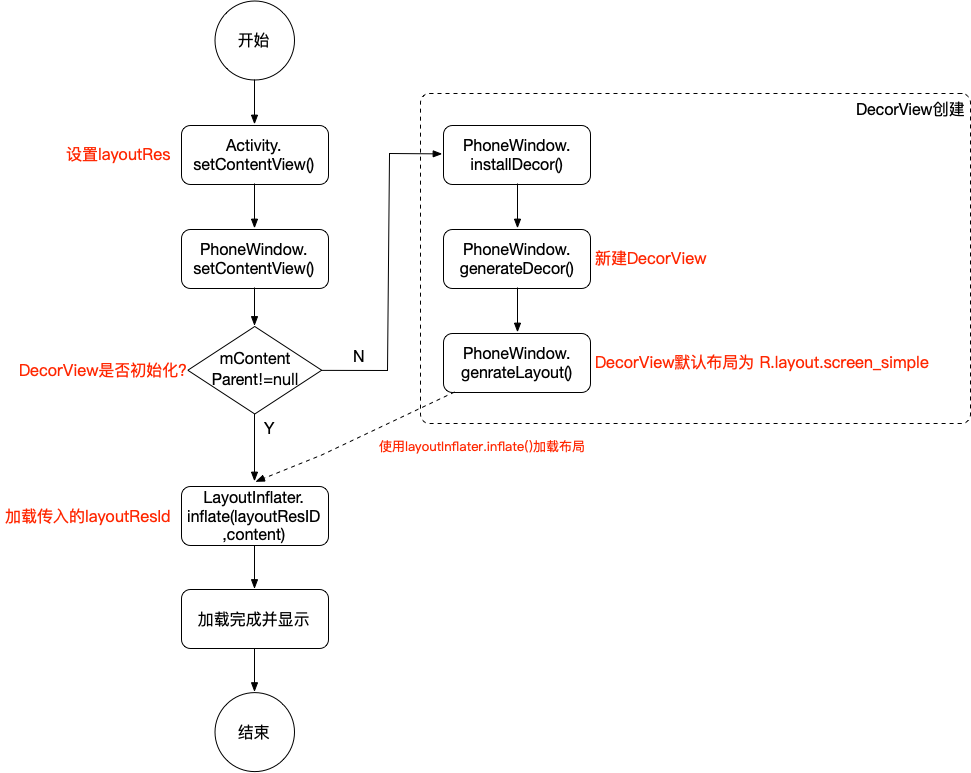 开始
DecorView创建
设置layoutRes
Activity.
setContentView()
PhoneWindow.
installDecor()
PhoneWindow.
setContentView()
PhoneWindow.
generateDecor()
新建DecorView
DecorView是否初始化?
mContent
Parent!=null
N
PhoneWindow.
genrateLayout()
DecorView默认布局为 R.layout.screen_simple
Y
使用layoutInflater.inflate()加载布局
加载传入的layoutResId
LayoutInflater.
inflate(layoutResID
,content)
加载完成并显示
结束